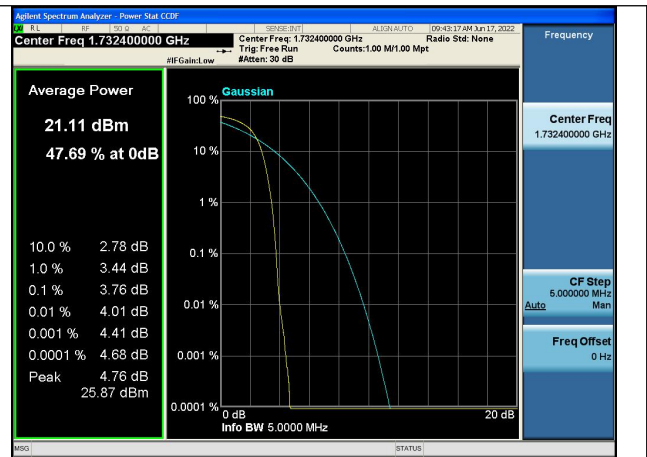 Agilent Spectrum Analyzer - Power Stat CCDF
RL RF 50 Ω AC SENSE:INT ALIGN AUTO 09:43:17 AM Jun 17, 2022
Center Freq 1.732400000 GHz
Center Freq: 1.732400000 GHz Radio Std: None
Trig: Free Run Counts:1.00 M/1.00 Mpt
#IFGain:Low #Atten: 30 dB
Frequency
Average Power
21.11 dBm
47.69 % at 0dB
10.0 % 2.78 dB
1.0 % 3.44 dB
0.1 % 3.76 dB
0.01 % 4.01 dB
0.001 % 4.41 dB
0.0001 % 4.68 dB
Peak 4.76 dB
25.87 dBm
Gaussian
100 %
10 %
1 %
0.1 %
0.01 %
0.001 %
0.0001 %
0 dB 20 dB
Info BW 5.0000 MHz
Center Freq
1.732400000 GHz
CF Step
5.000000 MHz
Auto Man
Freq Offset
0 Hz
MSG STATUS